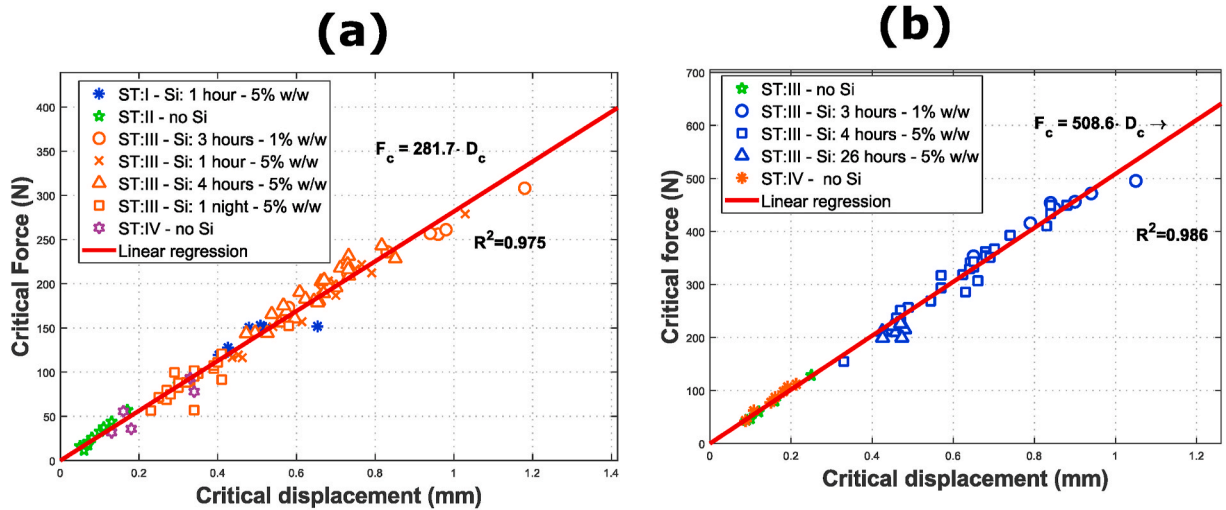 (a)
ST:I - Si: 1 hour - 5% w/w
ST:II - no Si
ST:III - Si: 3 hours - 1% w/w
ST:III - Si: 1 hour - 5% w/w
ST:III - Si: 4 hours - 5% w/w
ST:III - Si: 1 night - 5% w/w
ST:IV - no Si
Linear regression
F_c = 281.7· D_c
R²=0.975
400
350
300
250
200
150
100
50
0
0
0.2
0.4
0.6
0.8
1
1.2
1.4
Critical Force (N)
Critical displacement (mm)
(b)
ST:III - no Si
ST:III - Si: 3 hours - 1% w/w
ST:III - Si: 4 hours - 5% w/w
ST:III - Si: 26 hours - 5% w/w
ST:IV - no Si
Linear regression
F_c = 508.6· D_c →
R²=0.986
700
600
500
400
300
200
100
0
0
0.2
0.4
0.6
0.8
1
1.2
Critical force (N)
Critical displacement (mm)